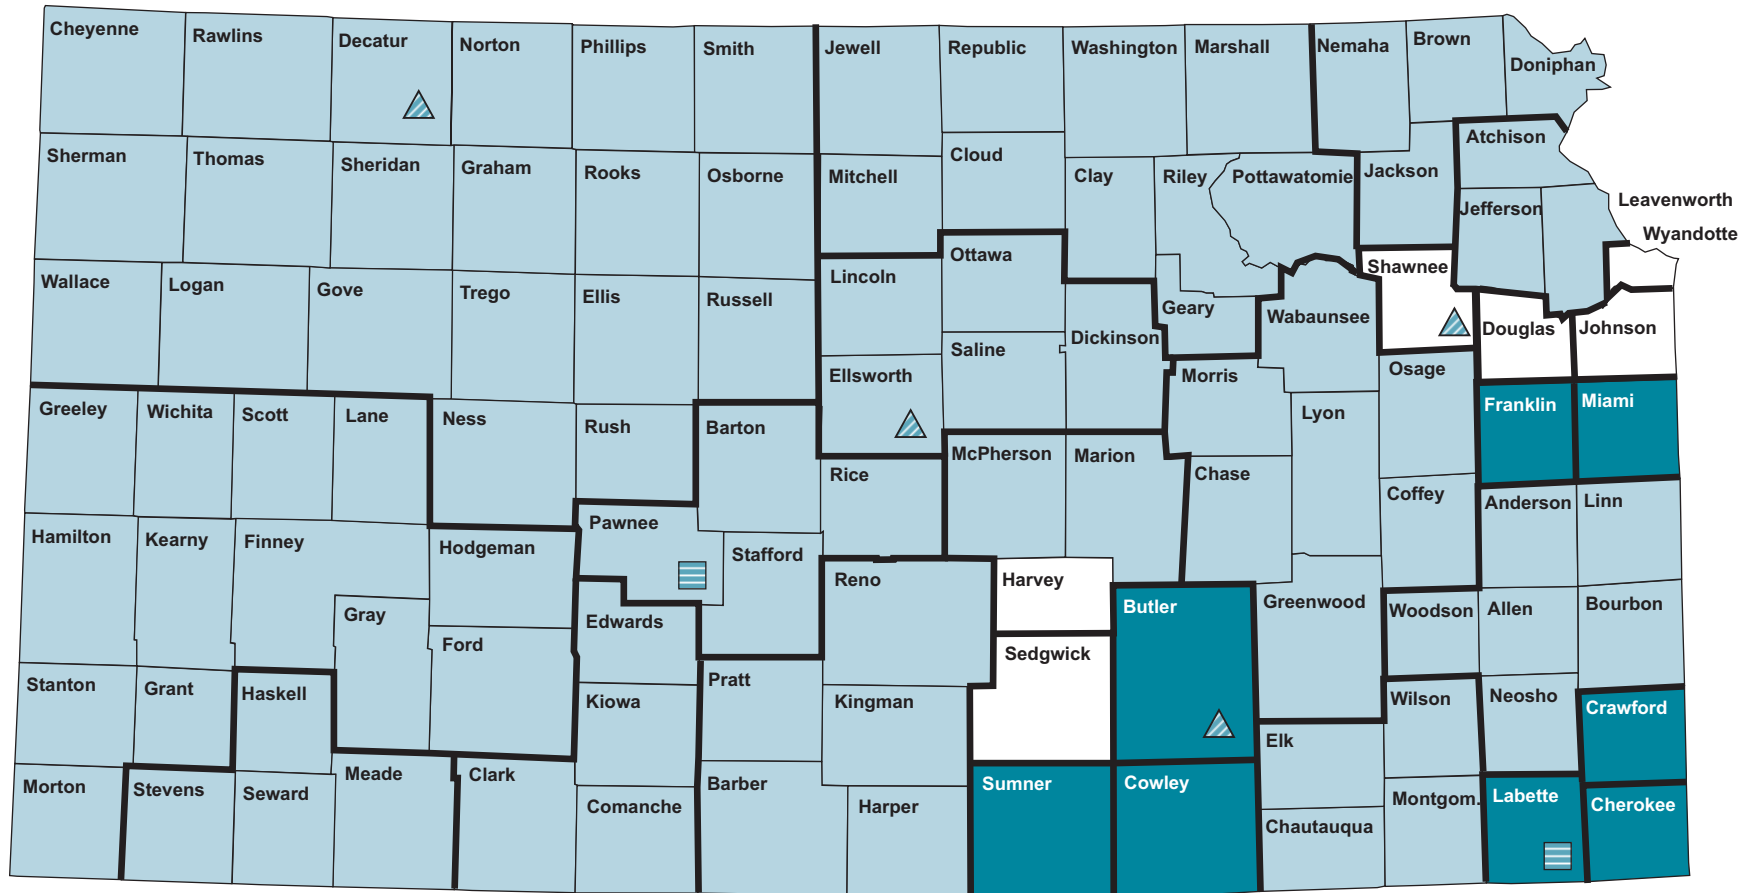 Cheyenne
Rawlins
Decatur
Norton
Phillips
Smith
Jewell
Republic
Washington
Marshall
Nemaha
Brown
Doniphan
Sherman
Thomas
Sheridan
Graham
Rooks
Osborne
Mitchell
Cloud
Clay
Riley
Pottawatomie
Jackson
Atchison
Jefferson
Leavenworth
Wyandotte
Wallace
Logan
Gove
Trego
Ellis
Russell
Lincoln
Ottawa
Saline
Dickinson
Geary
Wabaunsee
Shawnee
Douglas
Johnson
Greeley
Wichita
Scott
Lane
Ness
Rush
Barton
Ellsworth
Rice
McPherson
Marion
Morris
Chase
Lyon
Osage
Coffey
Franklin
Miami
Anderson
Linn
Hamilton
Kearny
Finney
Hodgeman
Pawnee
Stafford
Reno
Harvey
Butler
Greenwood
Woodson
Allen
Bourbon
Gray
Ford
Edwards
Sedgwick
Stanton
Grant
Haskell
Kiowa
Pratt
Kingman
Elk
Wilson
Neosho
Crawford
Morton
Stevens
Seward
Meade
Clark
Comanche
Barber
Harper
Sumner
Cowley
Chautauqua
Montgom.
Labette
Cherokee